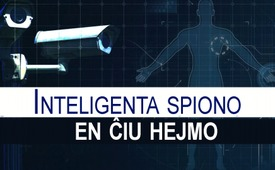 INTELIGENTA SPIONO
EN ĈIU HEJMO